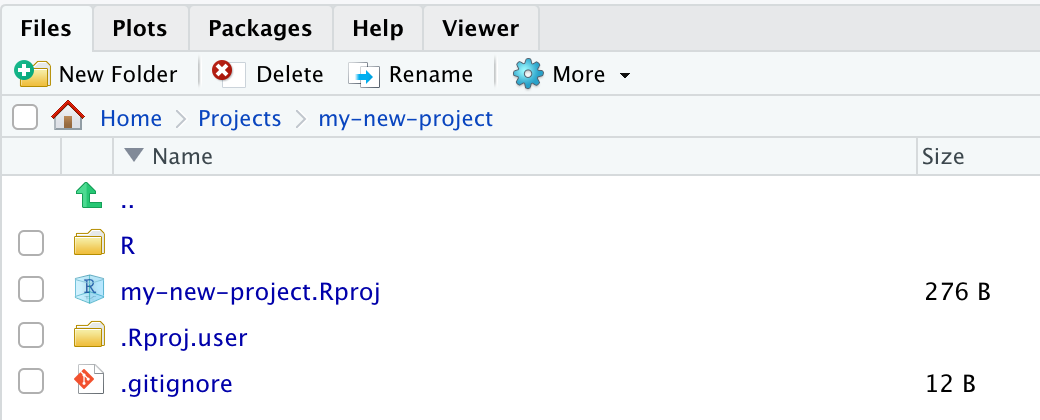 Files Plots Packages Help Viewer
New Folder Delete Rename More
Home Projects my-new-project
Name Size
..
R
my-new-project.Rproj 276 B
.Rproj.user
.gitignore 12 B